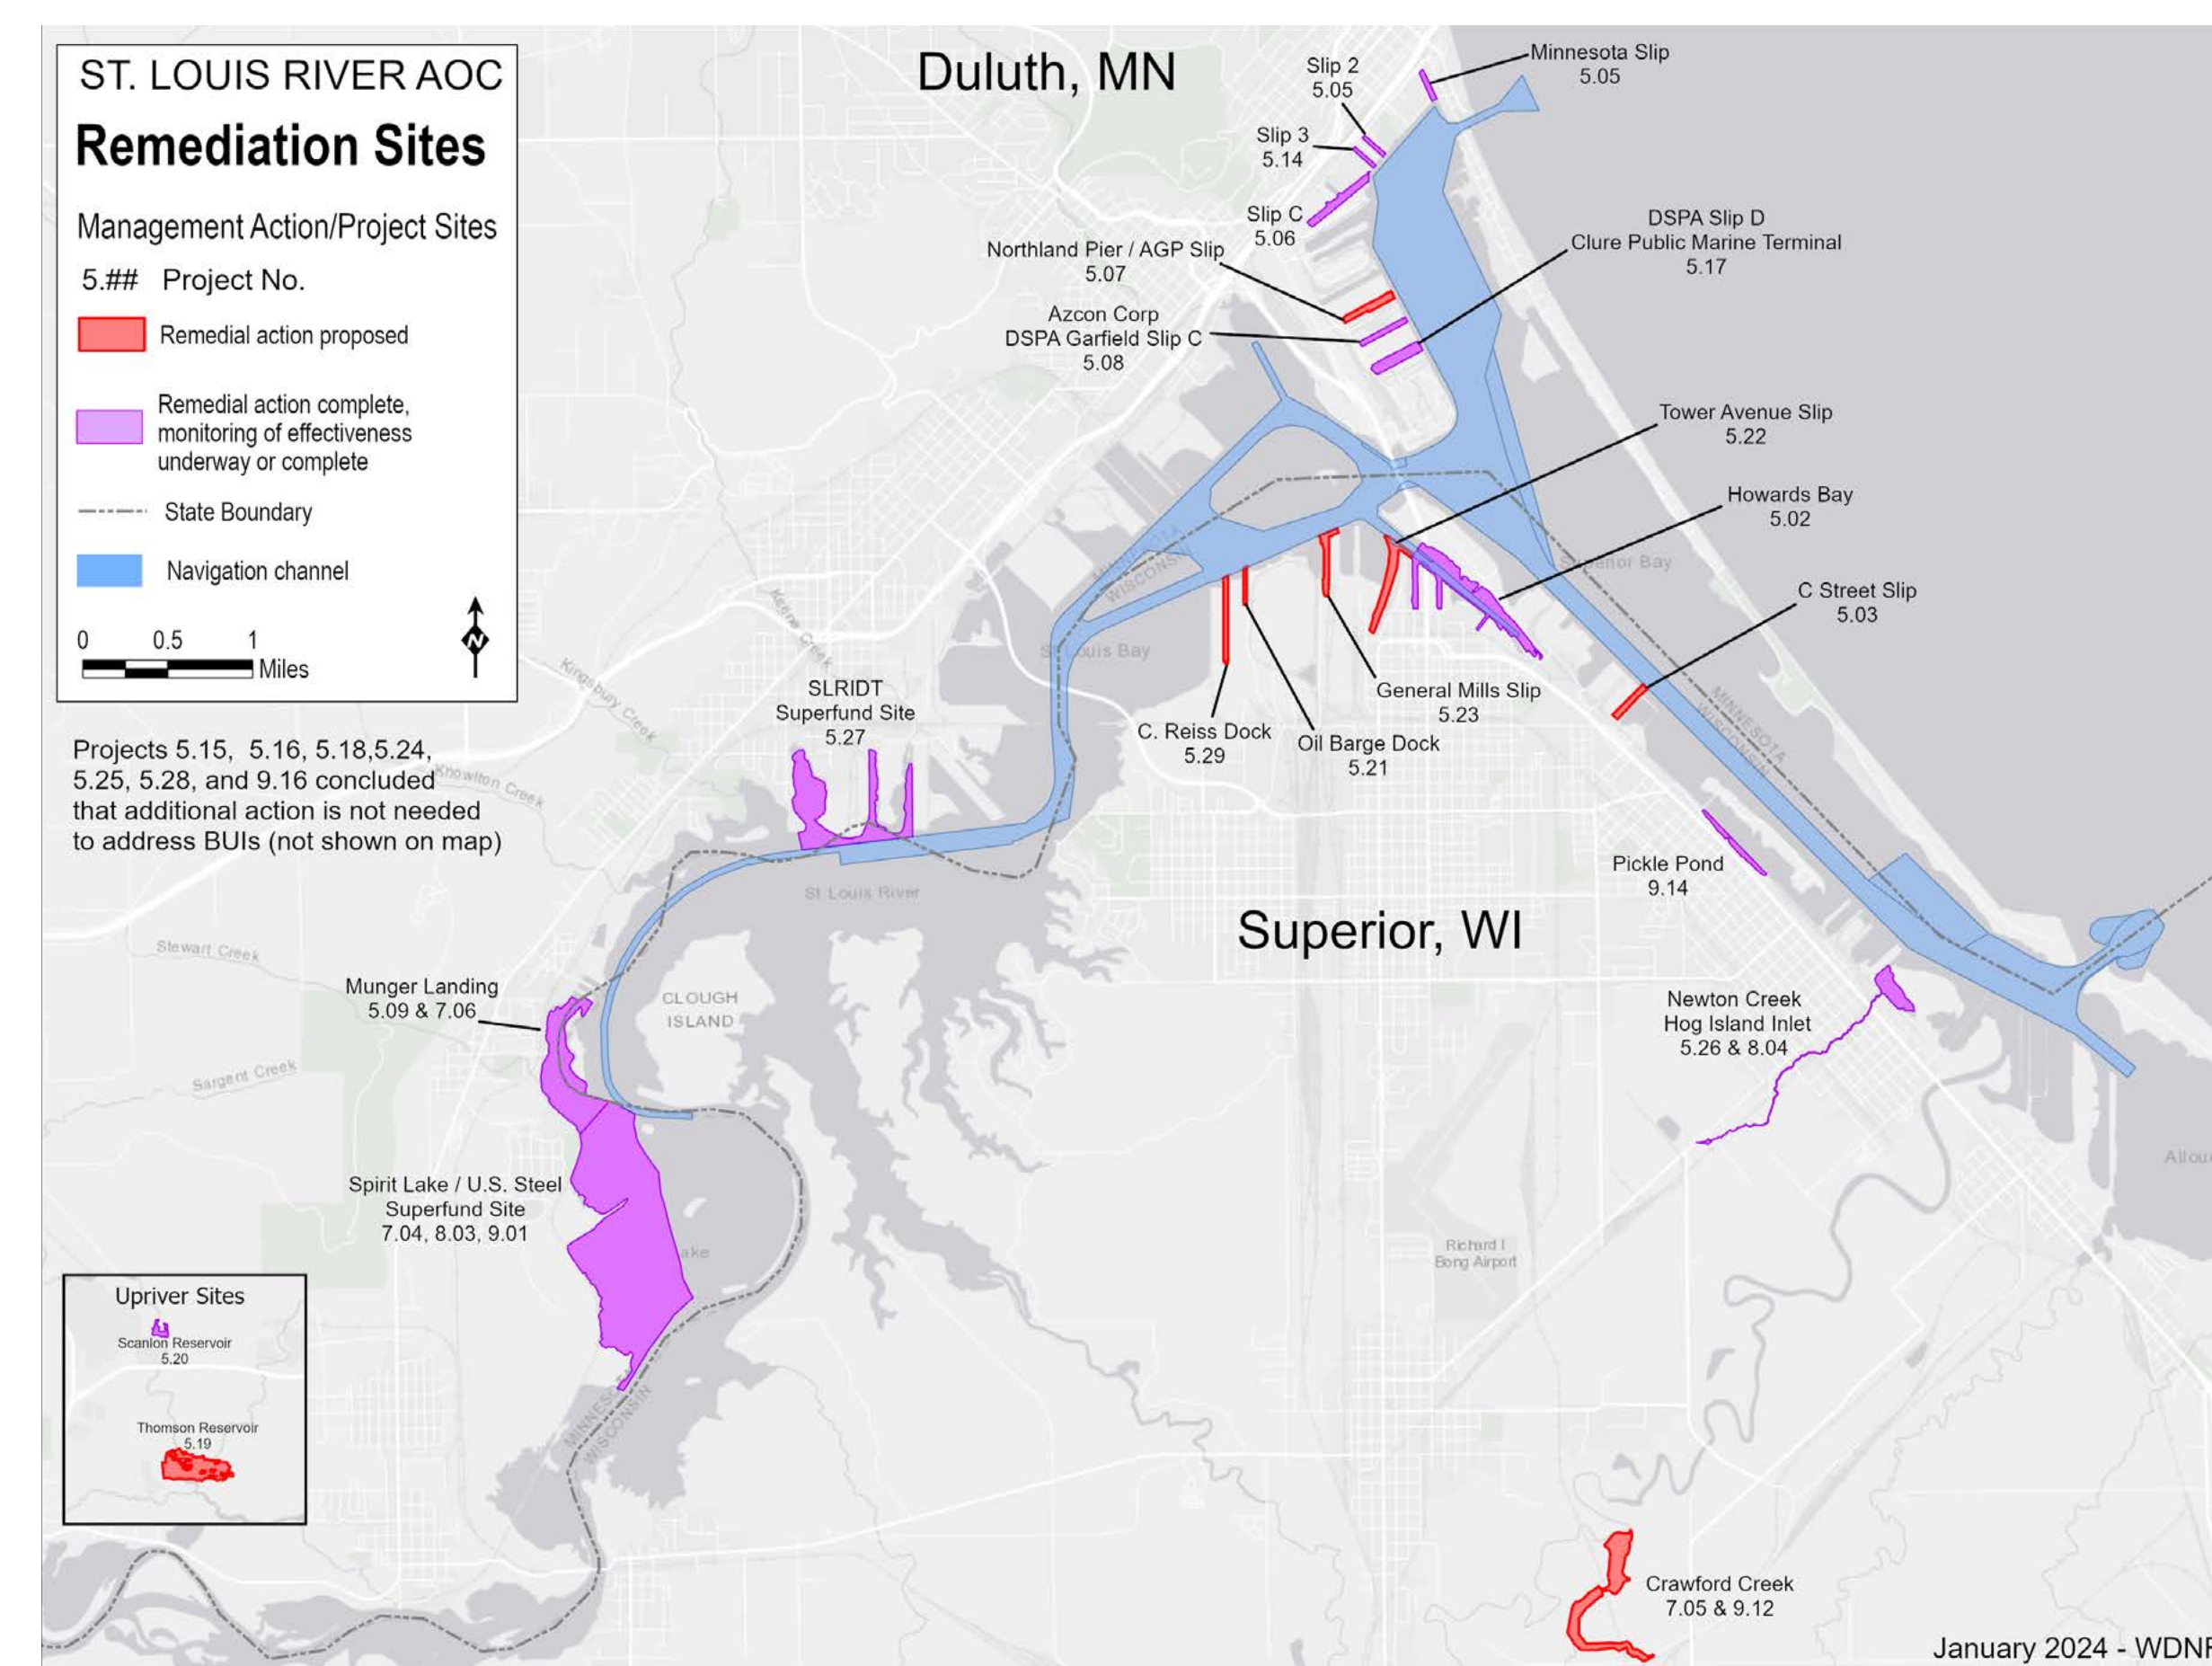 ST. LOUIS RIVER AOC
Remediation Sites
Management Action/Project Sites
5.## Project No.
Remedial action proposed
Remedial action complete,
monitoring of effectiveness
underway or complete
State Boundary
Navigation channel
N
0 0.5 1
Miles
Projects 5.15, 5.16, 5.18,5.24,
5.25, 5.28, and 9.16 concluded
that additional action is not needed
to address BUIs (not shown on map)
Duluth, MN
Minnesota Slip
5.05
Slip 2
5.05
Slip 3
5.14
Slip C
5.06
DSPA Slip D
Clure Public Marine Terminal
5.17
Northland Pier / AGP Slip
5.07
Azcon Corp
DSPA Garfield Slip C
5.08
Tower Avenue Slip
5.22
Howards Bay
5.02
Superior Bay
C Street Slip
5.03
MINNESOTA
WISCONSIN
Keene Creek
Kingsbury Creek
Knowlton Creek
St Louis Bay
SLRIDT
Superfund Site
5.27
General Mills Slip
5.23
C. Reiss Dock
5.29
Oil Barge Dock
5.21
MINNESOTA
WISCONSIN
Pickle Pond
9.14
St Louis River
Superior, WI
Stewart Creek
Munger Landing
5.09 & 7.06
CLOUGH
ISLAND
Newton Creek
Hog Island Inlet
5.26 & 8.04
Sargent Creek
Spirit Lake / U.S. Steel
Superfund Site
7.04, 8.03, 9.01
Richard I
Bong Airport
MINNESOTA
WISCONSIN
Upriver Sites
Scanlon Reservoir
5.20
Thomson Reservoir
5.19
Crawford Creek
7.05 & 9.12
January 2024 - WDNR